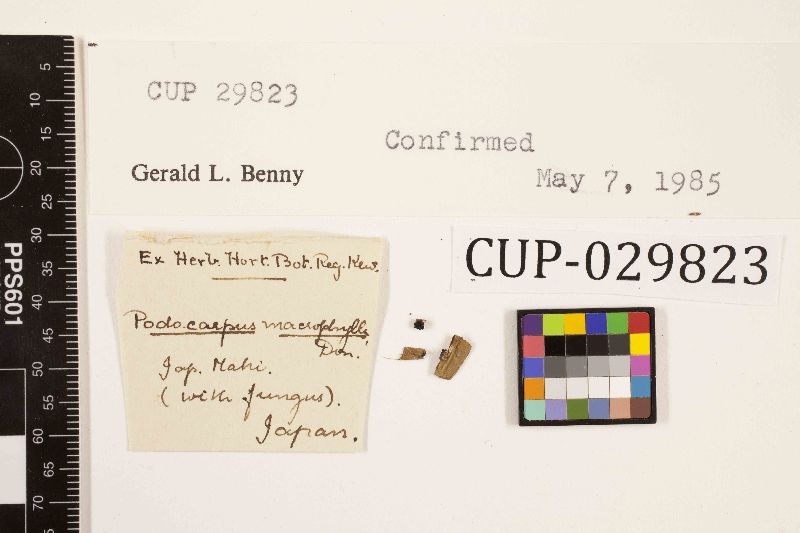 CUP 29823
Confirmed
Gerald L. Benny
May 7, 1985
CUP-029823
Ex Herb. Hort. Bot. Reg. Kew.
Podocarpus macrophylla
Don.
Jap. Maki.
(with fungus).
Japan.
PPS601
5
10
15
20
25
30
35
40
45
50
55
60
65
70